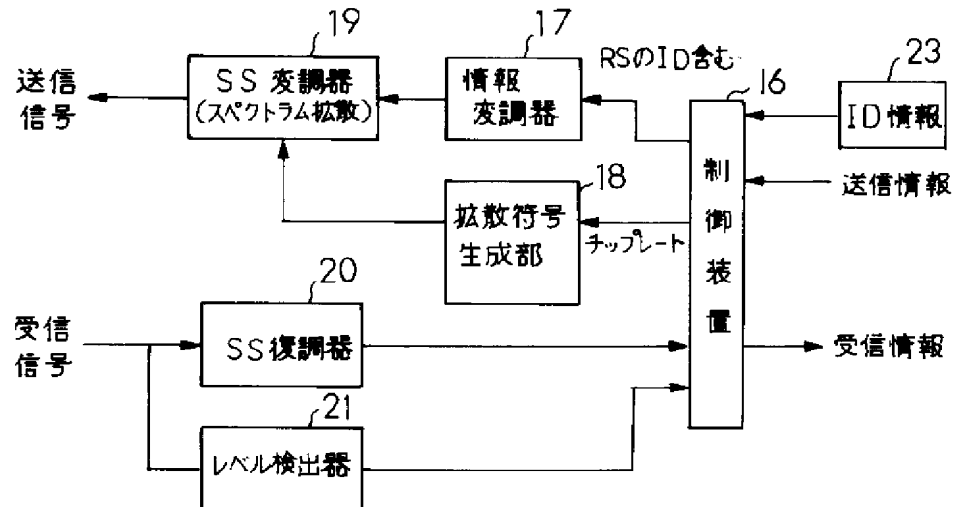 19
17
RSのID含む
16
23
送信
信号
SS 変調器
(スペクトラム拡散)
情報
変調器
ID情報
制御装置
送信情報
18
拡散符号
生成部
チップレート
20
受信
信号
SS復調器
受信情報
21
レベル検出器